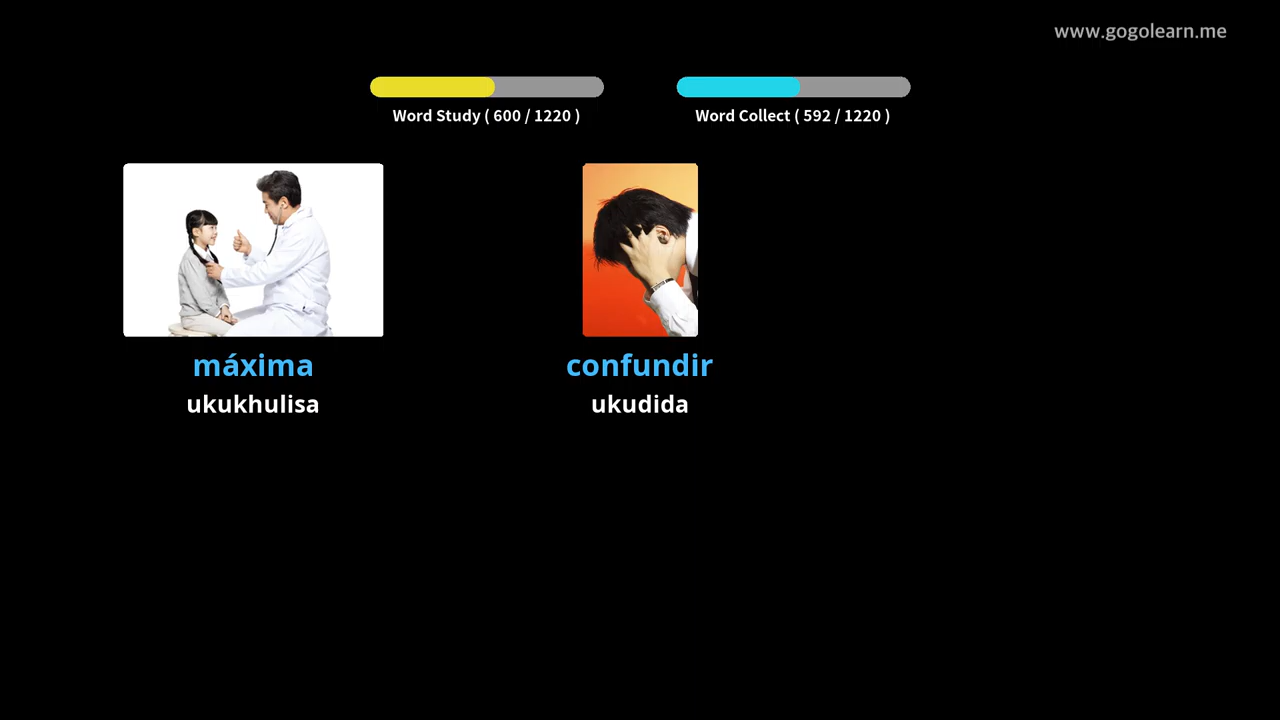 www.gogolearn.me
Word Study ( 600 / 1220 )
Word Collect ( 592 / 1220 )
máxima
ukukhulisa
confundir
ukudida